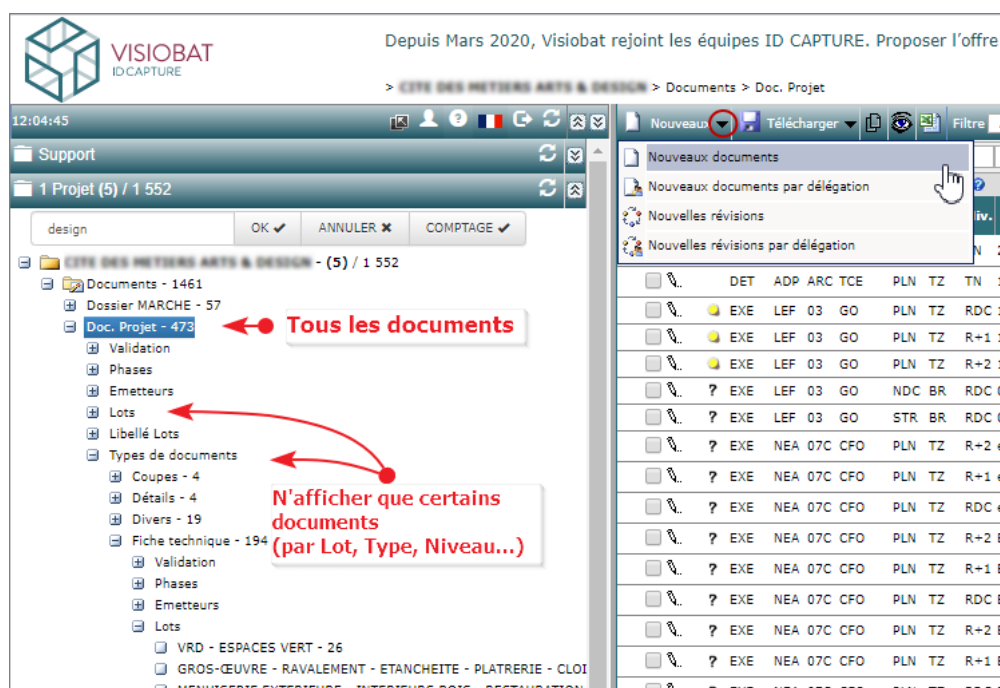 VISIOBAT
ID CAPTURE
Depuis Mars 2020, Visiobat rejoint les équipes ID CAPTURE. Proposer l'offre
> Documents > Doc. Projet
12:04:45
Support
1 Projet (5) / 1 552
design
OK
ANNULER
COMPTAGE
- (5) / 1 552
Documents - 1461
Dossier MARCHE - 57
Doc. Projet - 473
Tous les documents
Validation
Phases
Emetteurs
Lots
Libellé Lots
Types de documents
Coupes - 4
Détails - 4
Divers - 19
Fiche technique - 194
N'afficher que certains
documents
(par Lot, Type, Niveau...)
Validation
Phases
Emetteurs
Lots
VRD - ESPACES VERT - 26
GROS-ŒUVRE - RAVALEMENT - ETANCHEITE - PLATRERIE - CLOI
MENUISERIE EXTERIEURE - INTERIEURS BOIS - RESTAURATION
Nouveaux
Télécharger
Filtre
Nouveaux documents
Nouveaux documents par délégation
Nouvelles révisions
Nouvelles révisions par délégation
iv.
DET ADP ARC TCE PLN TZ TN
EXE LEF 03 GO PLN TZ RDC
EXE LEF 03 GO PLN TZ R+1
EXE LEF 03 GO PLN TZ R+2
? EXE LEF 03 GO NDC BR RDC
? EXE LEF 03 GO STR BR RDC
? EXE NEA 07C CFO PLN TZ R+2
? EXE NEA 07C CFO PLN TZ R+1
? EXE NEA 07C CFO PLN TZ RDC
? EXE NEA 07C CFO PLN TZ R+2
? EXE NEA 07C CFO PLN TZ R+1
? EXE NEA 07C CFO PLN TZ RDC
? EXE NEA 07C CFO PLN TZ R+2
? EXE NEA 07C CFO PLN TZ R+1